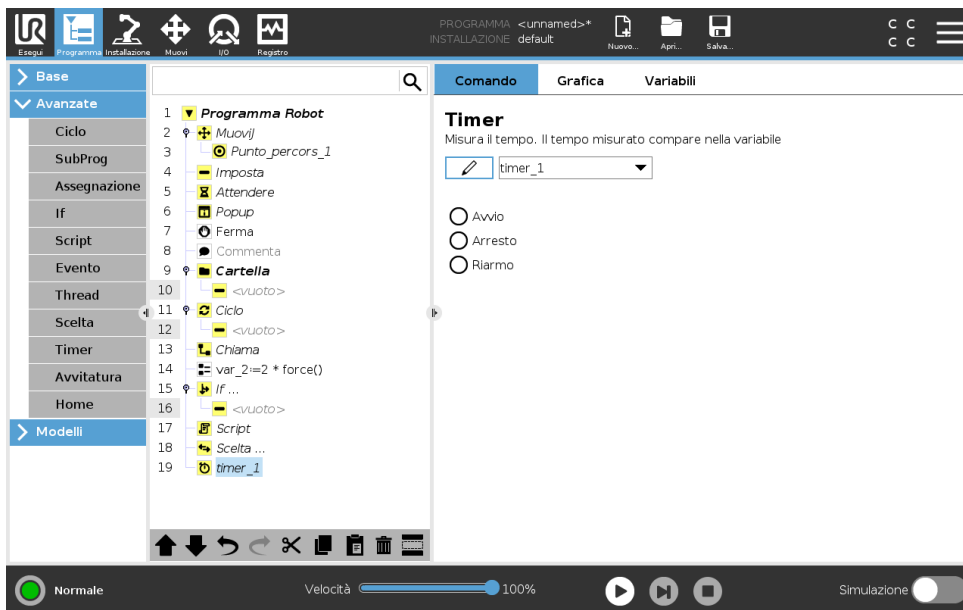 PROGRAMMA <unnamed>*
INSTALLAZIONE default
Esegui
Programma
Installazione
Muovi
I/O
Registro
Nuovo...
Apri...
Salva...
C C
C C
Base
Avanzate
Ciclo
SubProg
Assegnazione
If
Script
Evento
Thread
Scelta
Timer
Avvitatura
Home
Modelli
1 Programma Robot
2 MuoviJ
3 Punto_percors_1
4 Imposta
5 Attendere
6 Popup
7 Ferma
8 Commenta
9 Cartella
10 <vuoto>
11 Ciclo
12 <vuoto>
13 Chiama
14 var_2:=2 * force()
15 If ...
16 <vuoto>
17 Script
18 Scelta ...
19 timer_1
Comando Grafica Variabili
Timer
Misura il tempo. Il tempo misurato compare nella variabile
timer_1
Avvio
Arresto
Riarmo
Normale
Velocità 100%
Simulazione